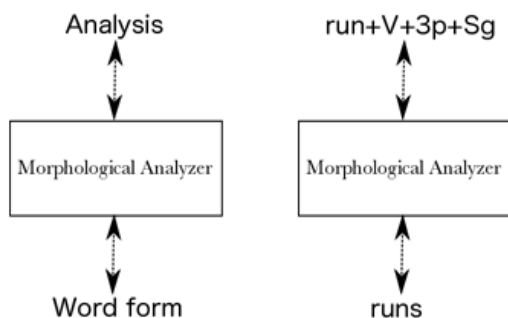 Analysis
Morphological Analyzer
Word form
run+V+3p+Sg
Morphological Analyzer
runs